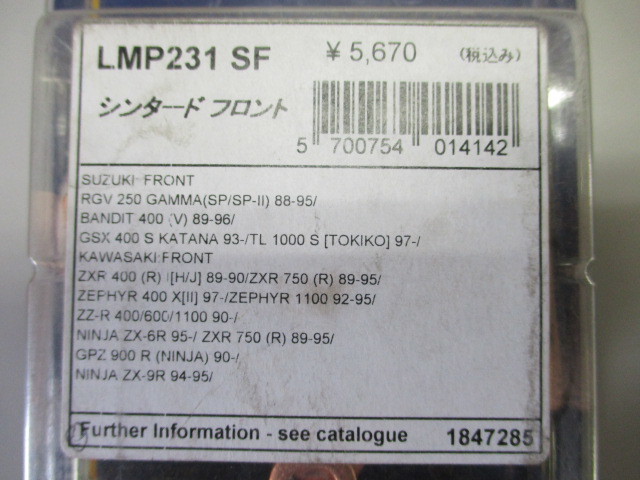 LMP231 SF ¥ 5,670 (税込み)
シンタード フロント
5 700754 014142
SUZUKI FRONT
RGV 250 GAMMA(SP/SP-II) 88-95/
BANDIT 400 (V) 89-96/
GSX 400 S KATANA 93-/TL 1000 S [TOKIKO] 97-/
KAWASAKI FRONT
ZXR 400 (R) [H/J] 89-90/ZXR 750 (R) 89-95/
ZEPHYR 400 X[II] 97-/ZEPHYR 1100 92-95/
ZZ-R 400/600/1100 90-/
NINJA ZX-6R 95-/ ZXR 750 (R) 89-95/
GPZ 900 R (NINJA) 90-/
NINJA ZX-9R 94-95/
Further Information - see catalogue 1847285